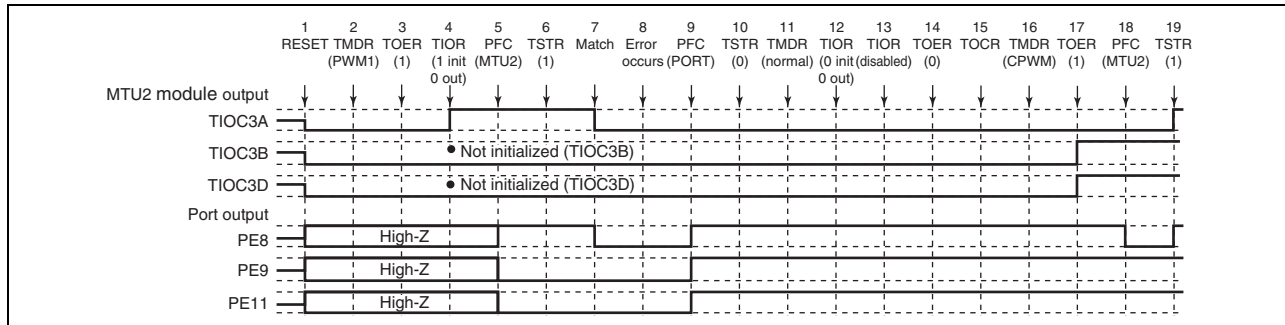 1 2 3 4 5 6 7 8 9 10 11 12 13 14 15 16 17 18 19
RESET TMDR TOER TIOR PFC TSTR Match Error PFC TSTR TMDR TIOR TIOR TOER TOCR TMDR TOER PFC TSTR
(PWM1) (1) (1 init (MTU2) (1) occurs (PORT) (0) (normal) (0 init (disabled) (0) (CPWM) (1) (MTU2) (1)
0 out) 0 out)
MTU2 module output
TIOC3A
TIOC3B • Not initialized (TIOC3B)
TIOC3D • Not initialized (TIOC3D)
Port output
PE8 High-Z
PE9 High-Z
PE11 High-Z